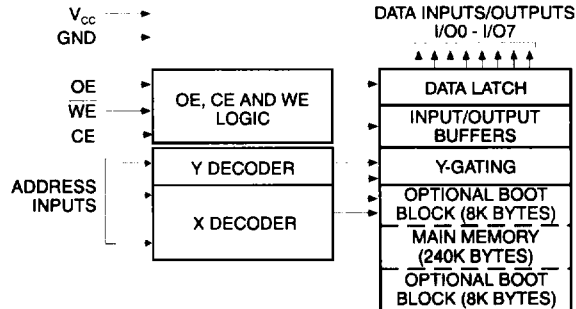 V_CC
GND
OE
WE
CE
ADDRESS
INPUTS
OE, CE AND WE
LOGIC
Y DECODER
X DECODER
DATA INPUTS/OUTPUTS
I/O0 - I/O7
DATA LATCH
INPUT/OUTPUT
BUFFERS
Y-GATING
OPTIONAL BOOT
BLOCK (8K BYTES)
MAIN MEMORY
(240K BYTES)
OPTIONAL BOOT
BLOCK (8K BYTES)